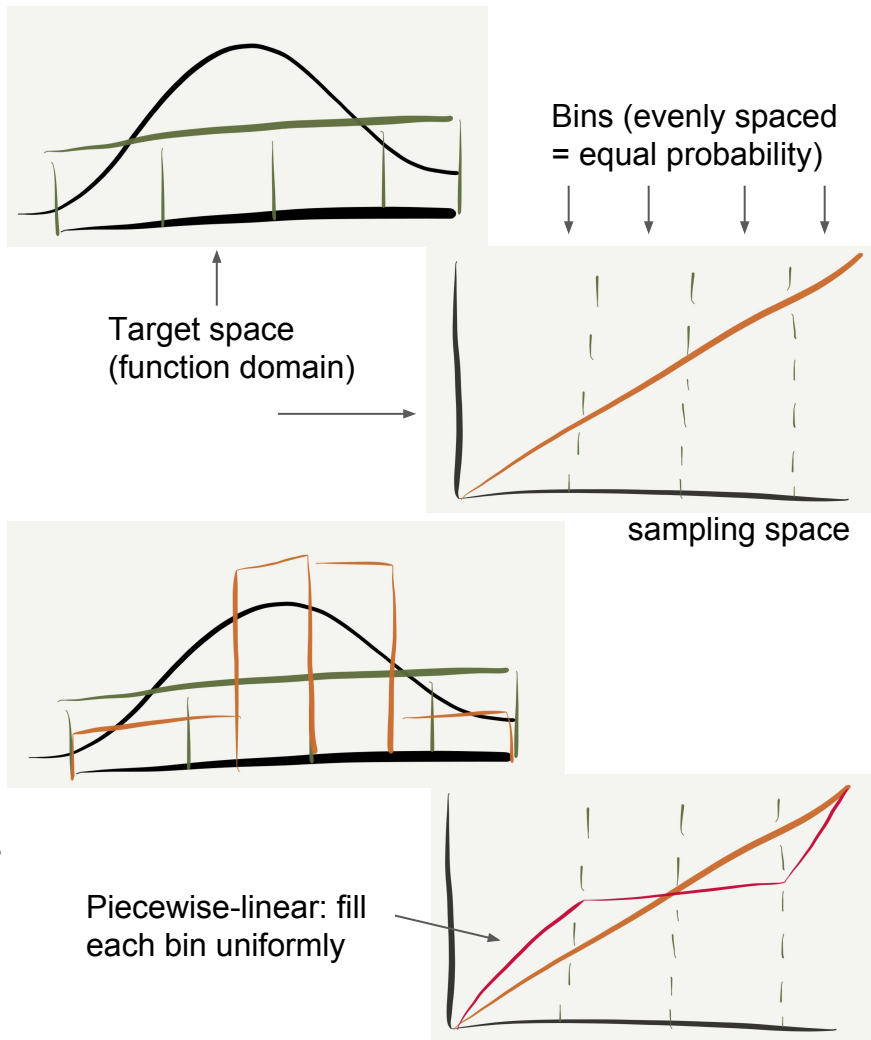 Bins (evenly spaced
= equal probability)
Target space
(function domain)
sampling space
Piecewise-linear: fill
each bin uniformly